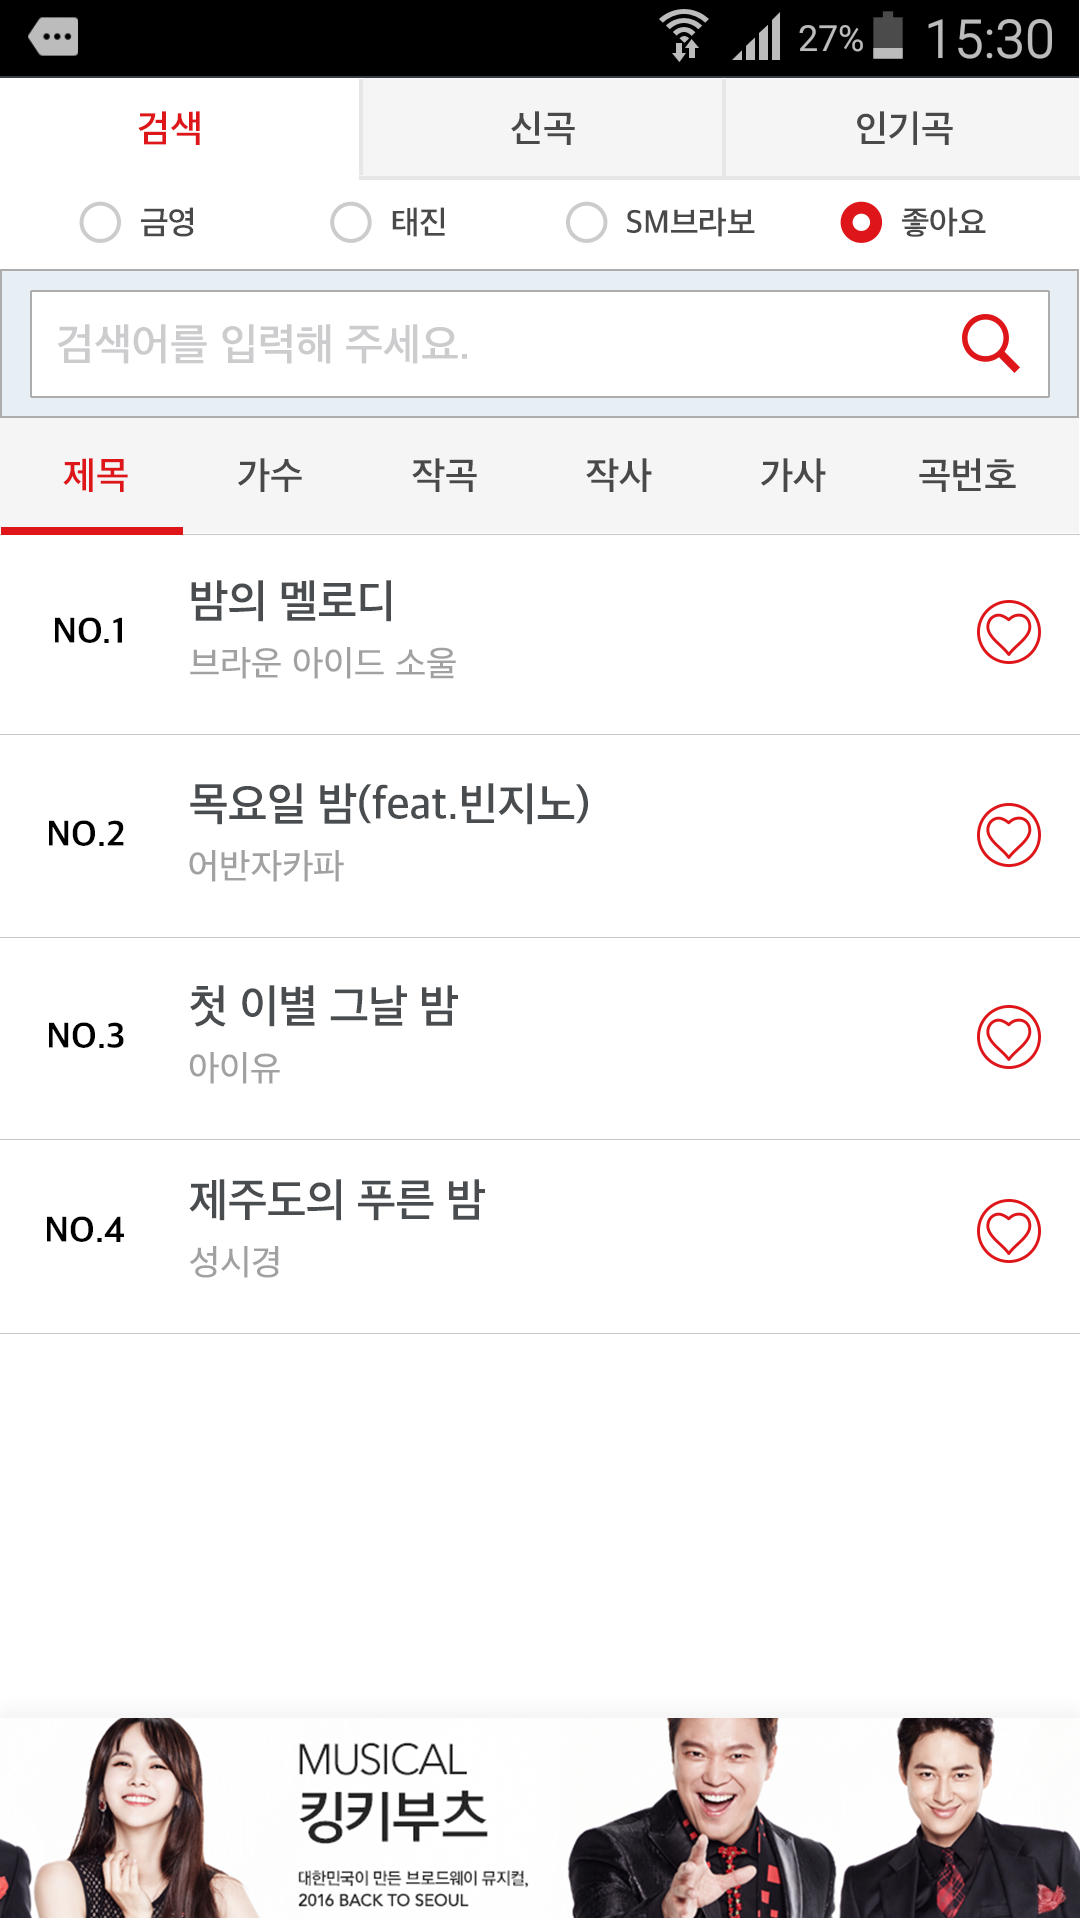 27% 15:30
검색 신곡 인기곡
금영 태진 SM브라보 좋아요
검색어를 입력해 주세요.
제목 가수 작곡 작사 가사 곡번호
밤의 멜로디
NO.1
브라운 아이드 소울
목요일 밤(feat.빈지노)
NO.2
어반자카파
첫 이별 그날 밤
NO.3
아이유
제주도의 푸른 밤
NO.4
성시경
MUSICAL
킹키부츠
대한민국이 만든 브로드웨이 뮤지컬,
2016 BACK TO SEOUL